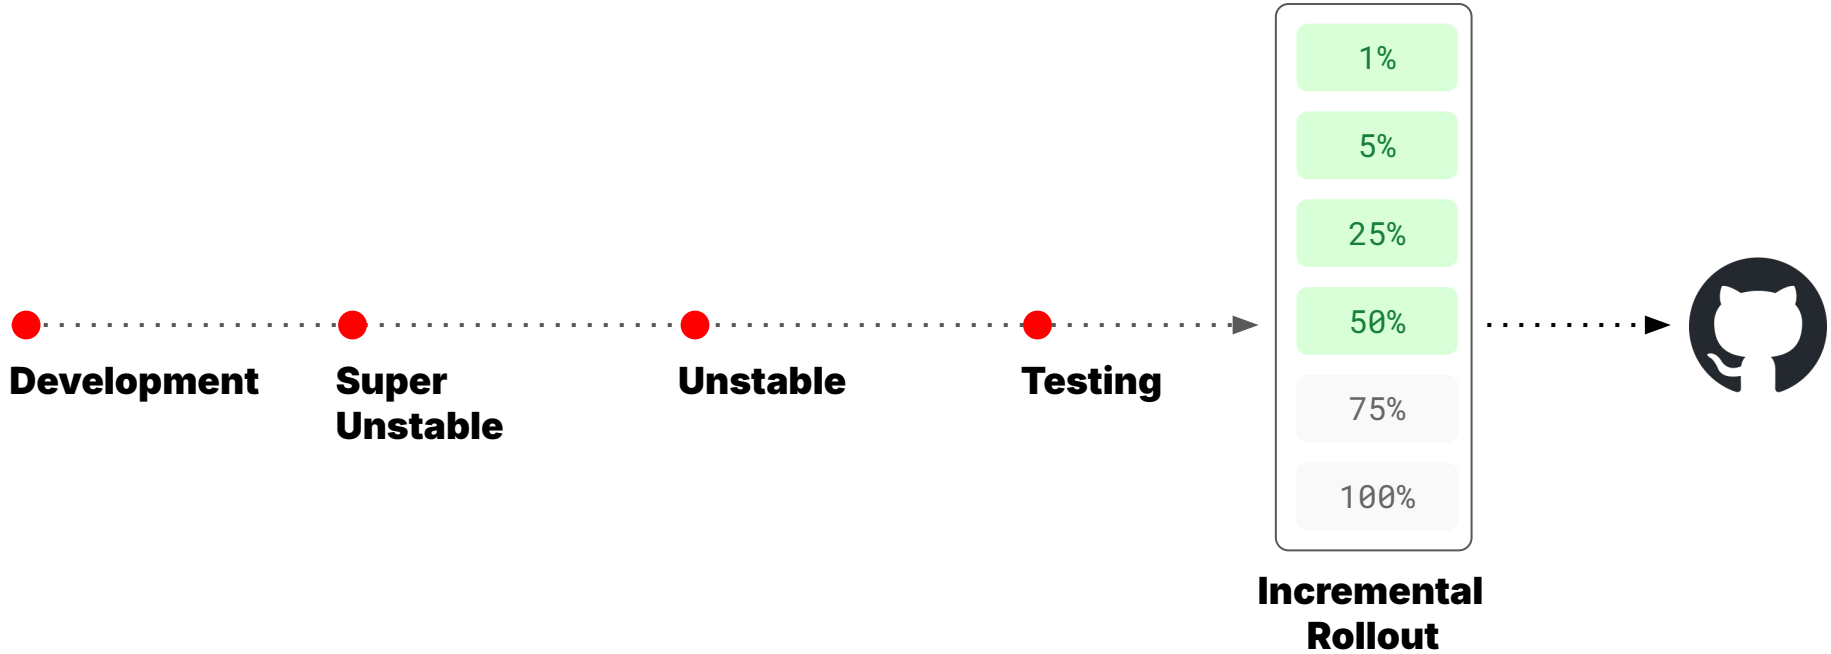 Development
Super
Unstable
Unstable
Testing
1%
5%
25%
50%
75%
100%
Incremental
Rollout